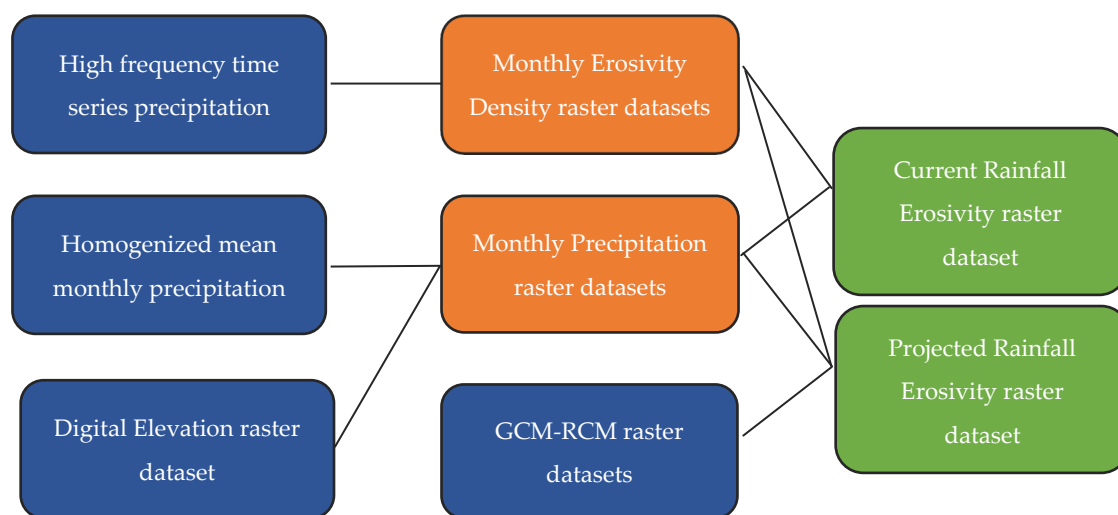 High frequency time
series precipitation
Monthly Erosivity
Density raster datasets
Current Rainfall
Erosivity raster
dataset
Homogenized mean
monthly precipitation
Monthly Precipitation
raster datasets
Projected Rainfall
Erosivity raster
dataset
Digital Elevation raster
dataset
GCM-RCM raster
datasets